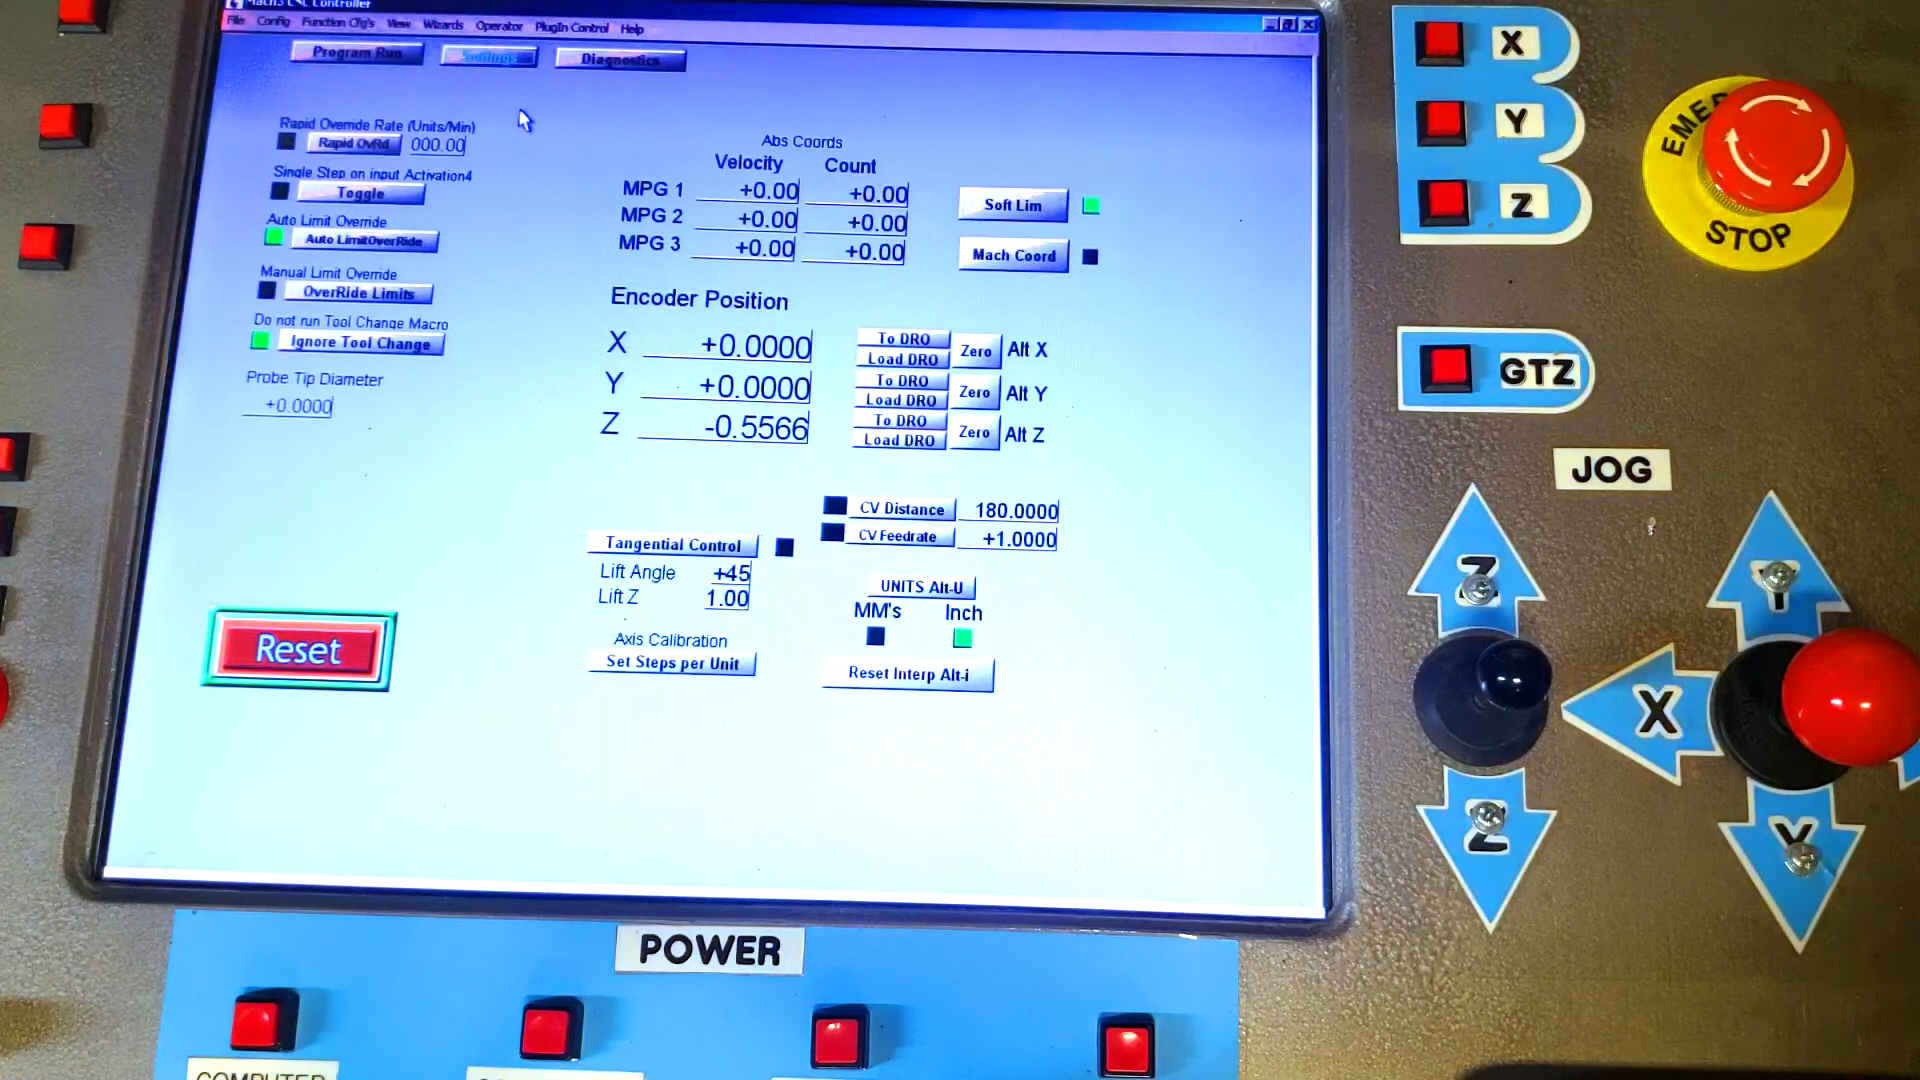 Mach3 CNC Controller
File Config Function Cfg's View Wizards Operator PlugIn Control Help
Program Run Settings Diagnostics
Rapid Override Rate (Units/Min)
Rapid OvRd 000.00
Single Step on input Activation4
Toggle
Auto Limit Override
Auto LimitOverRide
Manual Limit Override
OverRide Limits
Do not run Tool Change Macro
Ignore Tool Change
Probe Tip Diameter
+0.0000
Abs Coords
Velocity Count
MPG 1 +0.00 +0.00
MPG 2 +0.00 +0.00
MPG 3 +0.00 +0.00
Soft Lim
Mach Coord
Encoder Position
X +0.0000 To DRO Load DRO Zero Alt X
Y +0.0000 To DRO Load DRO Zero Alt Y
Z -0.5566 To DRO Load DRO Zero Alt Z
CV Distance 180.0000
CV Feedrate +1.0000
Tangential Control
Lift Angle +45
Lift Z 1.00
UNITS Alt-U
MM's Inch
Axis Calibration
Set Steps per Unit
Reset Interp Alt-i
Reset
X
Y
Z
EMERGENCY
STOP
GTZ
JOG
Z
Y
X
Z
Y
POWER
COMPUTER